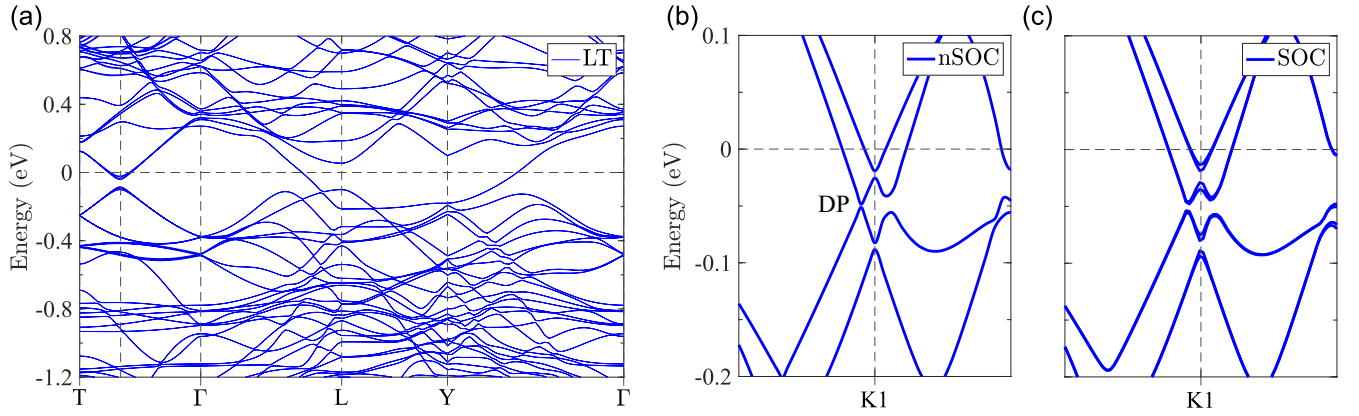 (a)
0.8
0.4
0
-0.4
-0.8
-1.2
Energy (eV)
LT
T
Γ
L
Y
Γ
(b)
0.1
0
-0.1
-0.2
Energy (eV)
nSOC
DP
K1
(c)
SOC
K1